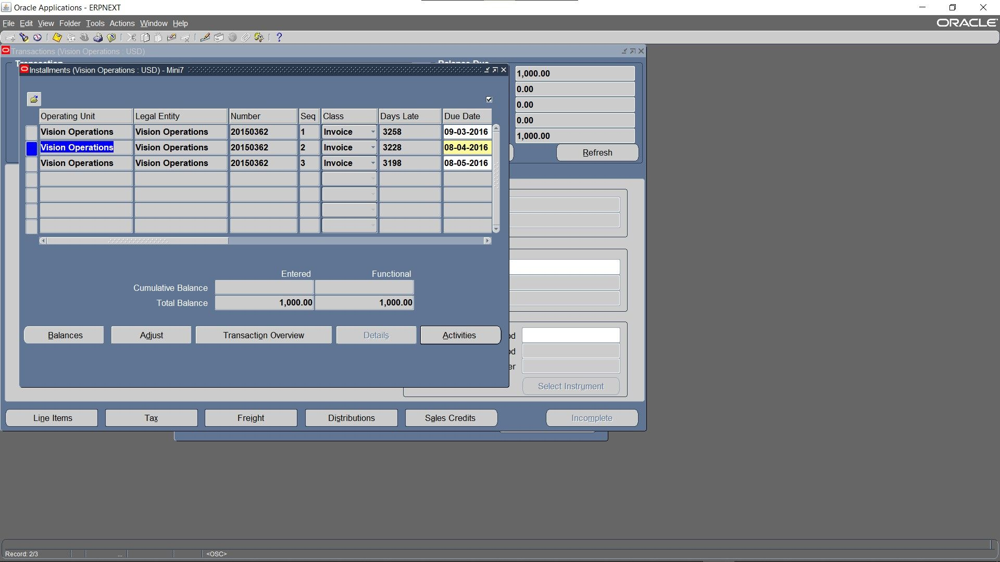 Oracle Applications - ERPNEXT
File Edit View Folder Tools Actions Window Help
ORACLE
Transactions (Vision Operations : USD)
Transaction
Balance Due
Installments (Vision Operations : USD) - Mini7
1,000.00
0.00
0.00
0.00
1,000.00
Refresh
Operating Unit Legal Entity Number Seq Class Days Late Due Date
Vision Operations Vision Operations 20150362 1 Invoice 3258 09-03-2016
Vision Operations Vision Operations 20150362 2 Invoice 3228 08-04-2016
Vision Operations Vision Operations 20150362 3 Invoice 3198 08-05-2016
Entered Functional
Cumulative Balance
Total Balance 1,000.00 1,000.00
Balances Adjust Transaction Overview Details Activities
od
od
er
Select Instrument
Line Items Tax Freight Distributions Sales Credits Incomplete
Record: 2/3 ... <OSC>